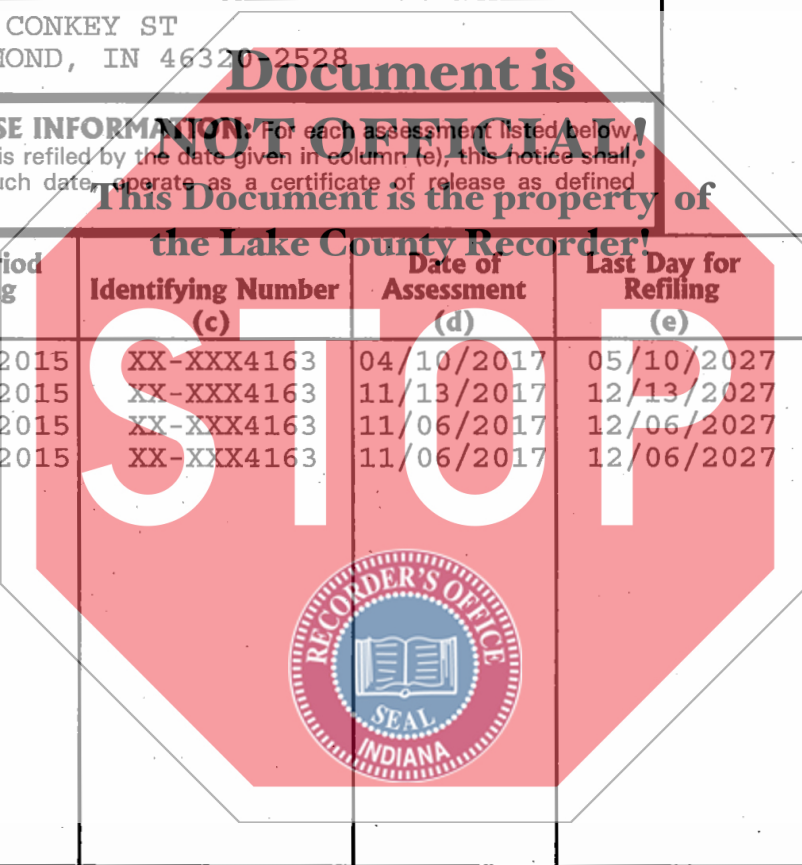 CONKEY ST
MOND, IN 46320-2528
Document is
SE INFORMATION: For each assessment listed below,
NOT OFFICIAL!
is refiled by the date given in column (e), this notice shall,
uch date, operate as a certificate of release as defined
This Document is the property of
the Lake County Recorder!
iod
g
Identifying Number
(c)
Date of
Assessment
(d)
Last Day for
Refiling
(e)
2015 XX-XXX4163 04/10/2017 05/10/2027
2015 XX-XXX4163 11/13/2017 12/13/2027
2015 XX-XXX4163 11/06/2017 12/06/2027
2015 XX-XXX4163 11/06/2017 12/06/2027
STOP
RECORDER'S OFFICE
SEAL
INDIANA